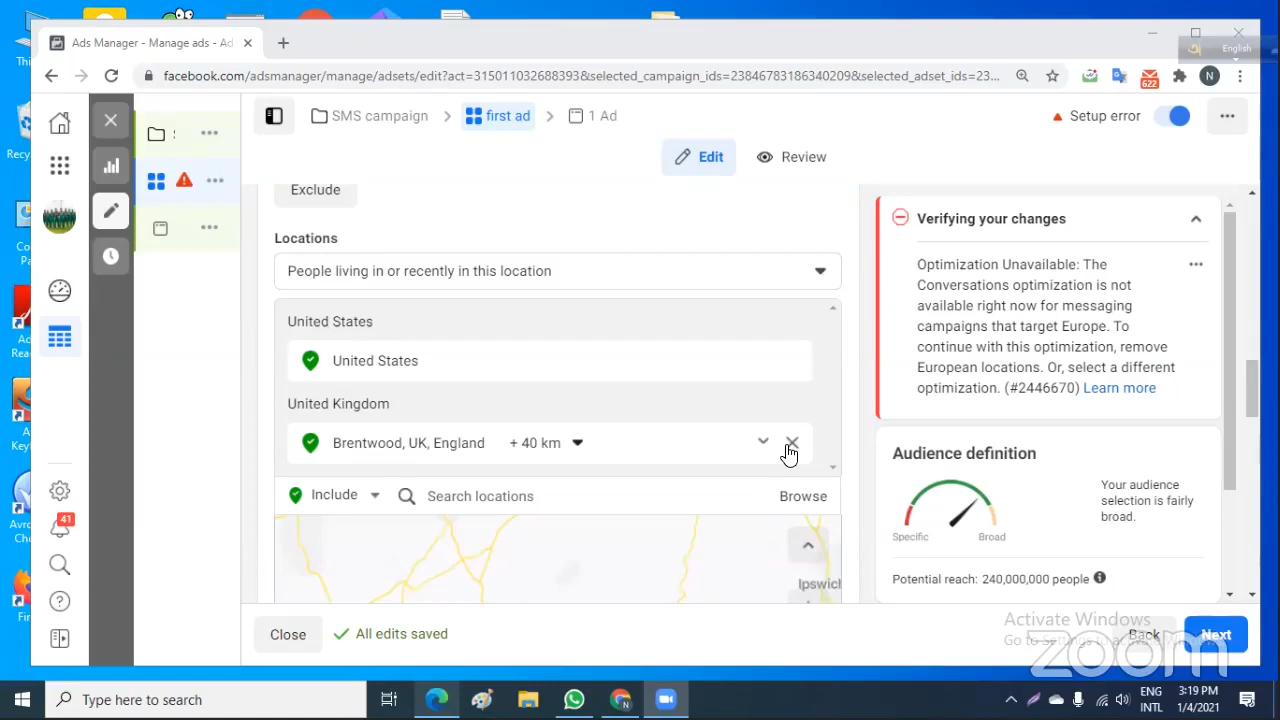 Ads Manager - Manage ads - Ad
English
facebook.com/adsmanager/manage/adsets/edit?act=315011032688393&selected_campaign_ids=23846783186340209&selected_adset_ids=23...
622
N
SMS campaign
first ad
1 Ad
Setup error
Edit
Review
Exclude
Locations
People living in or recently in this location
United States
United States
United Kingdom
Brentwood, UK, England + 40 km
Include
Search locations
Browse
Ipswich
Verifying your changes
Optimization Unavailable: The
Conversations optimization is not
available right now for messaging
campaigns that target Europe. To
continue with this optimization, remove
European locations. Or, select a different
optimization. (#2446670) Learn more
Audience definition
Your audience
selection is fairly
broad.
Specific
Broad
Potential reach: 240,000,000 people
41
Close
All edits saved
Activate Windows
Back
Next
zoom
Type here to search
ENG
INTL
3:19 PM
1/4/2021